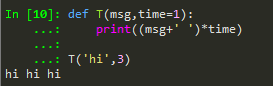 In [10]: def T(msg,time=1):
    ...:     print((msg+' ')*time)
    ...:
    ...: T('hi',3)
hi hi hi